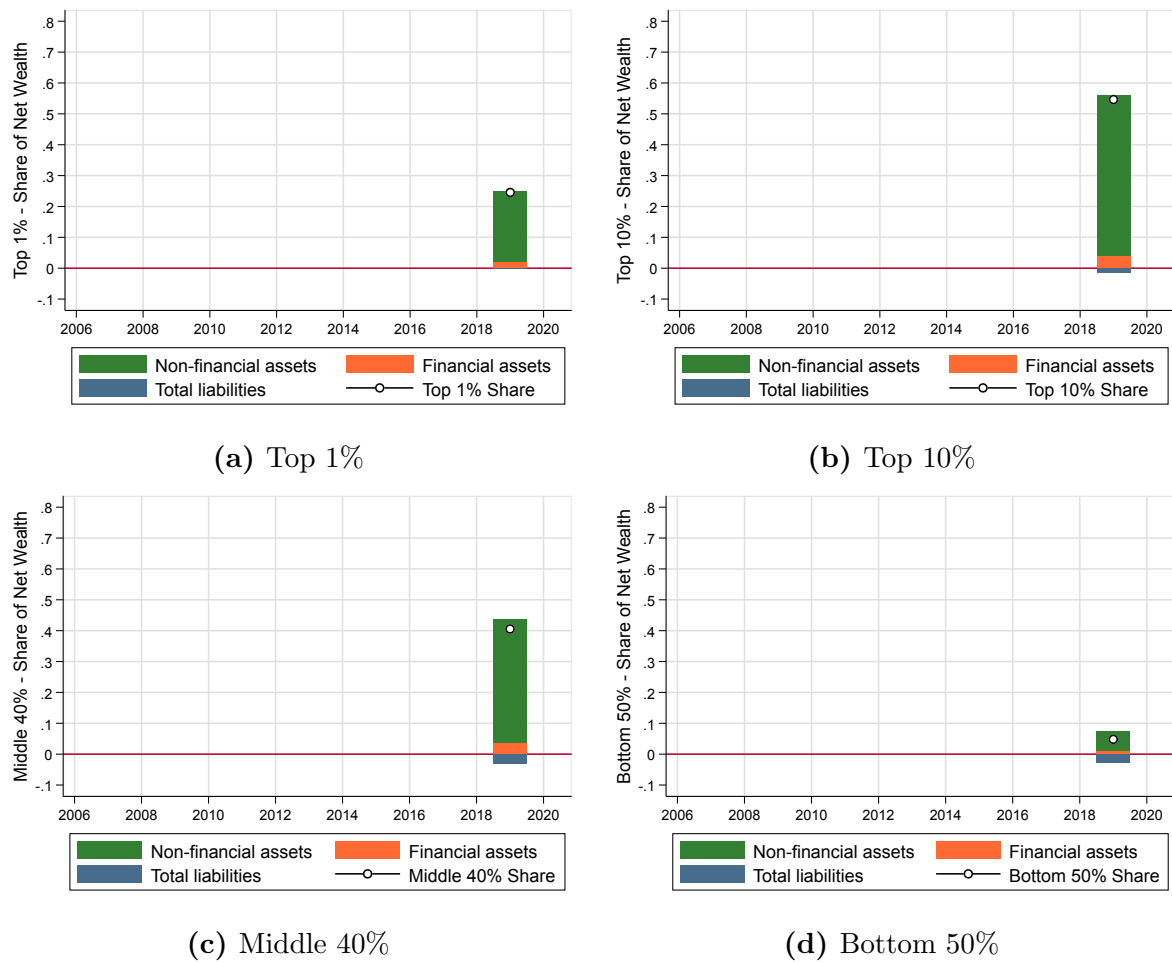 Top 1% - Share of Net Wealth
.8
.7
.6
.5
.4
.3
.2
.1
0
-.1
2006 2008 2010 2012 2014 2016 2018 2020
Non-financial assets Financial assets
Total liabilities Top 1% Share
(a) Top 1%
Top 10% - Share of Net Wealth
.8
.7
.6
.5
.4
.3
.2
.1
0
-.1
2006 2008 2010 2012 2014 2016 2018 2020
Non-financial assets Financial assets
Total liabilities Top 10% Share
(b) Top 10%
Middle 40% - Share of Net Wealth
.8
.7
.6
.5
.4
.3
.2
.1
0
-.1
2006 2008 2010 2012 2014 2016 2018 2020
Non-financial assets Financial assets
Total liabilities Middle 40% Share
(c) Middle 40%
Bottom 50% - Share of Net Wealth
.8
.7
.6
.5
.4
.3
.2
.1
0
-.1
2006 2008 2010 2012 2014 2016 2018 2020
Non-financial assets Financial assets
Total liabilities Bottom 50% Share
(d) Bottom 50%